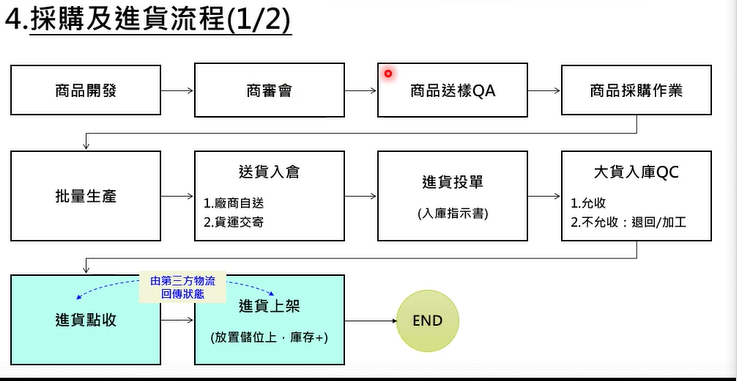 4.採購及進貨流程(1/2)
商品開發
商審會
商品送樣QA
商品採購作業
批量生產
送貨入倉
1.廠商自送
2.貨運交寄
進貨投單
(入庫指示書)
大貨入庫QC
1.允收
2.不允收：退回/加工
由第三方物流
回傳狀態
進貨點收
進貨上架
(放置儲位上，庫存+)
END